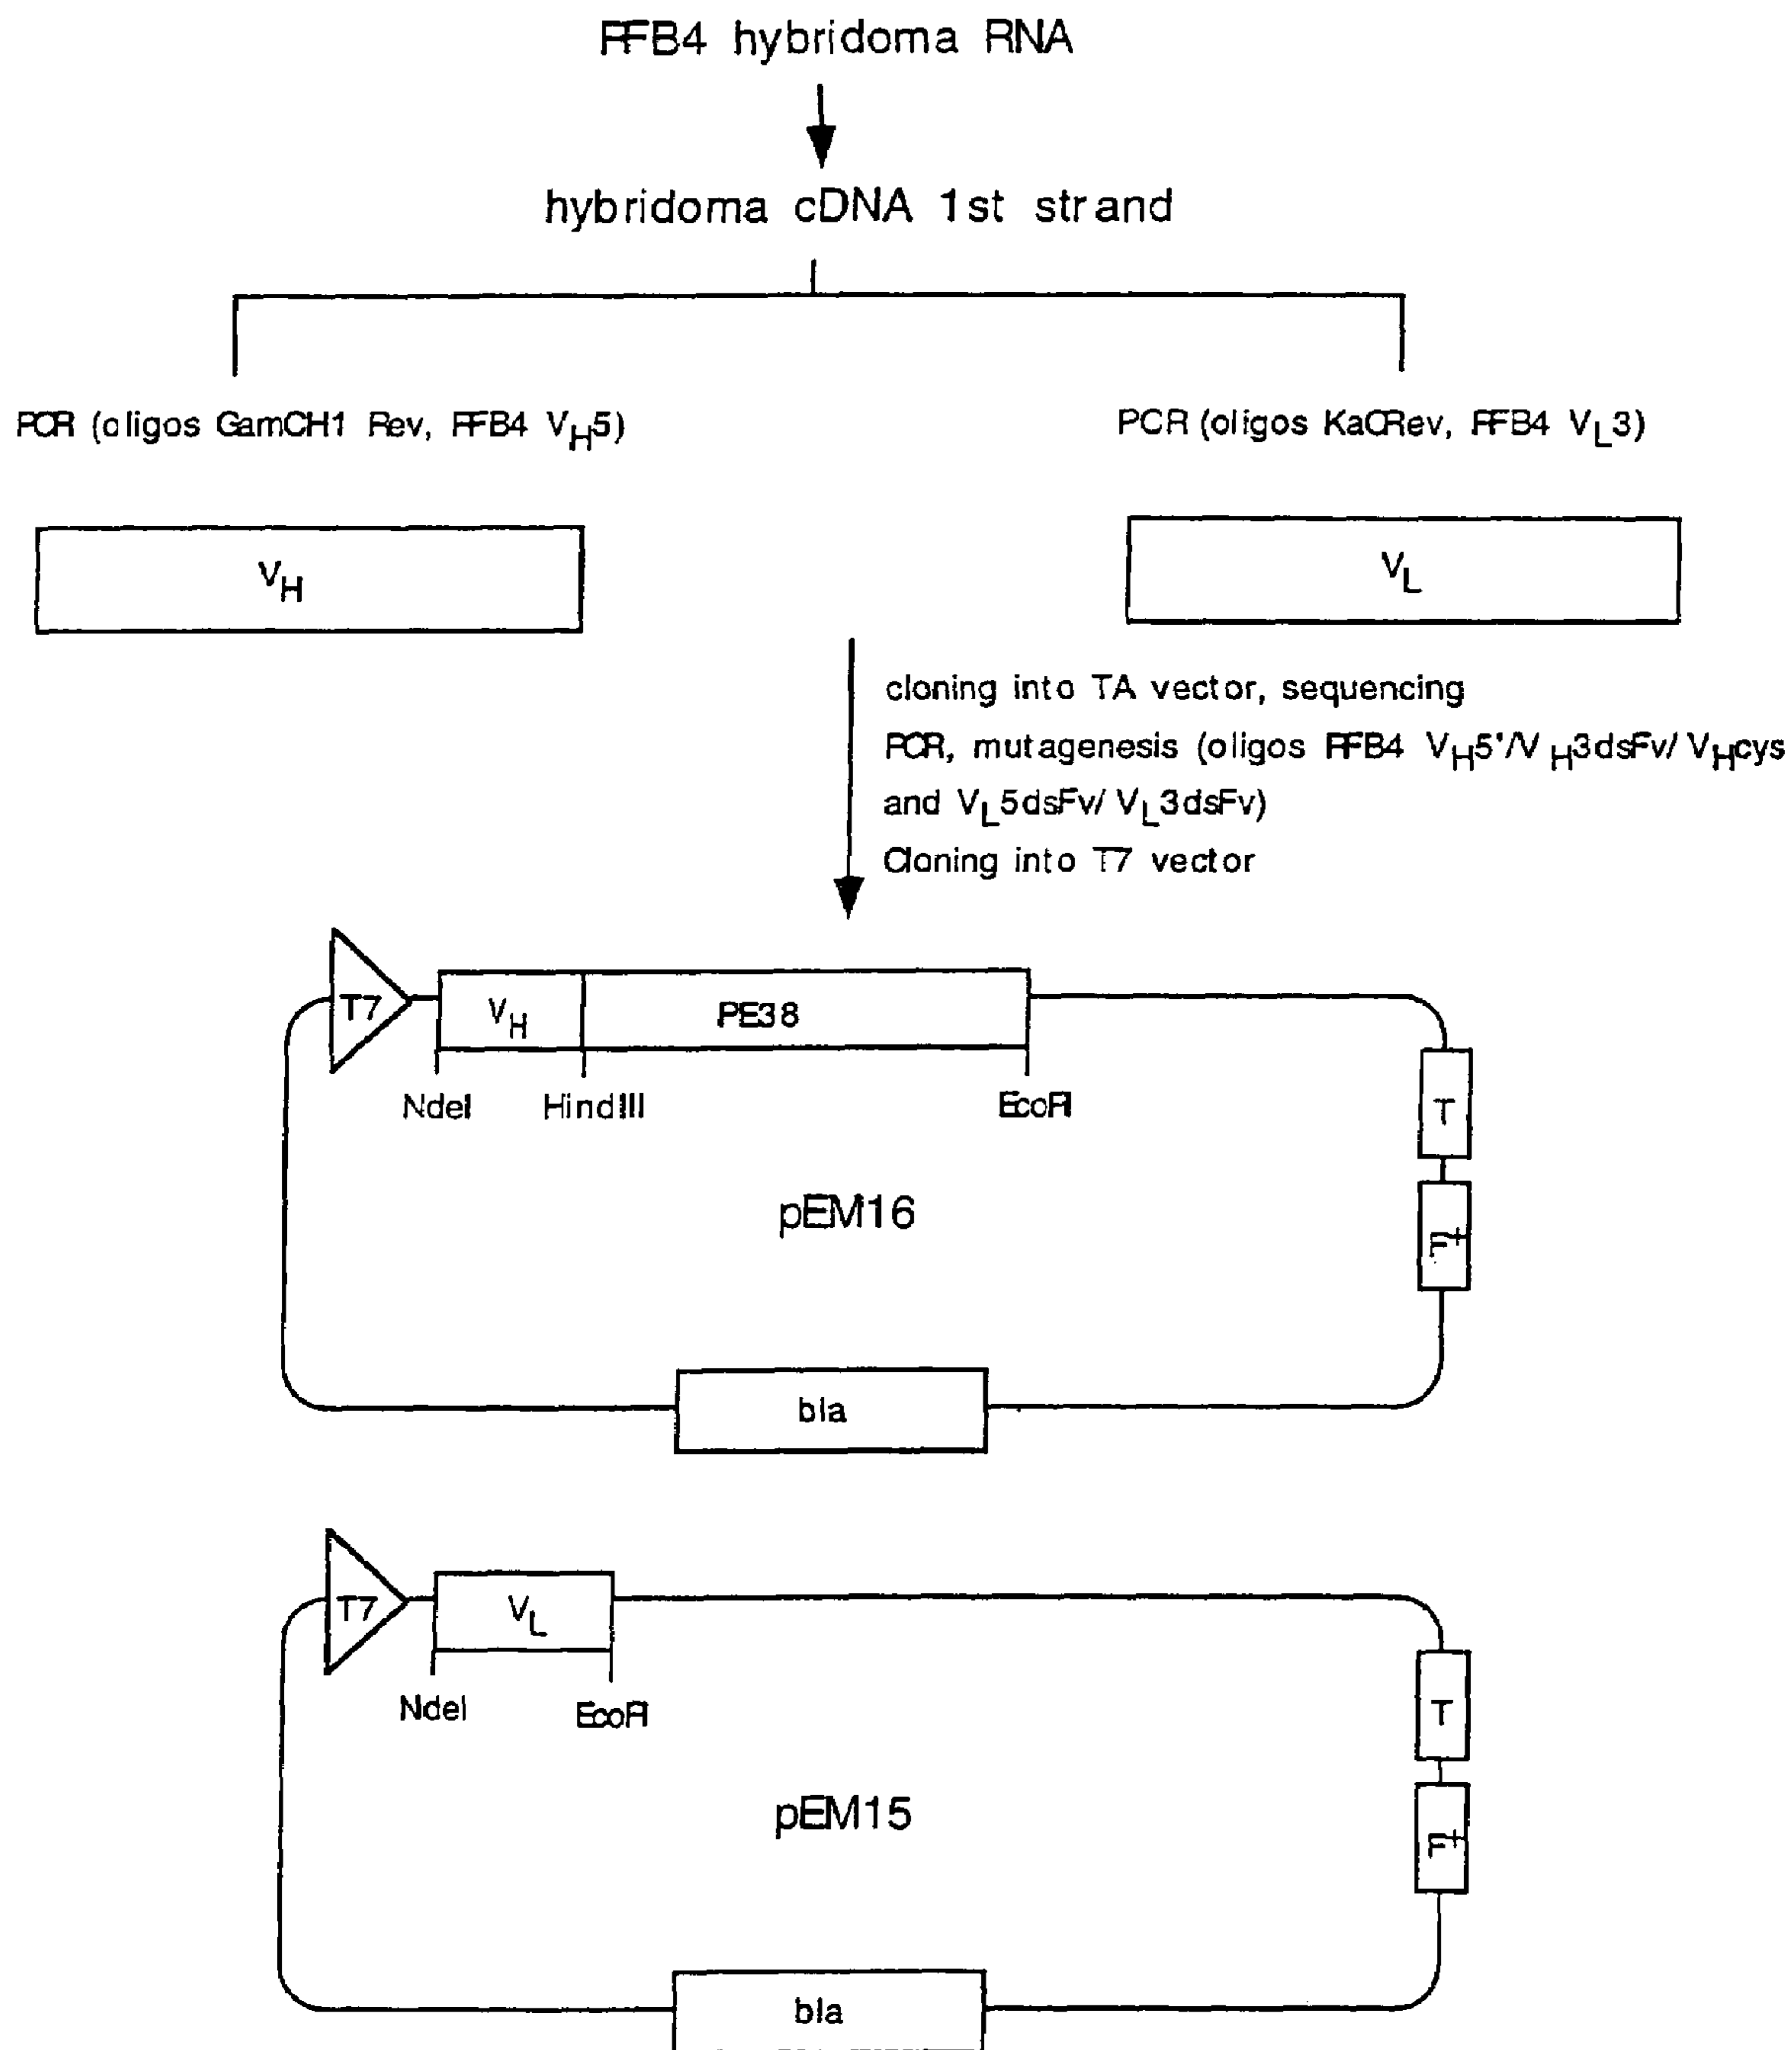 RFB4 hybridoma RNA
hybridoma cDNA 1st strand
PCR (oligos GamCH1 Rev, RFB4 VH5)
PCR (oligos KaCRev, RFB4 VL3)
VH
VL
cloning into TA vector, sequencing
PCR, mutagenesis (oligos RFB4 VH5'/VH3dsFv/VHcys
and VL5dsFv/VL3dsFv)
Cloning into T7 vector
T7
VH
PE38
NdeI
HindIII
EcoRI
T
pEM16
F+
bla
T7
VL
NdeI
EcoRI
T
pEM15
F+
bla